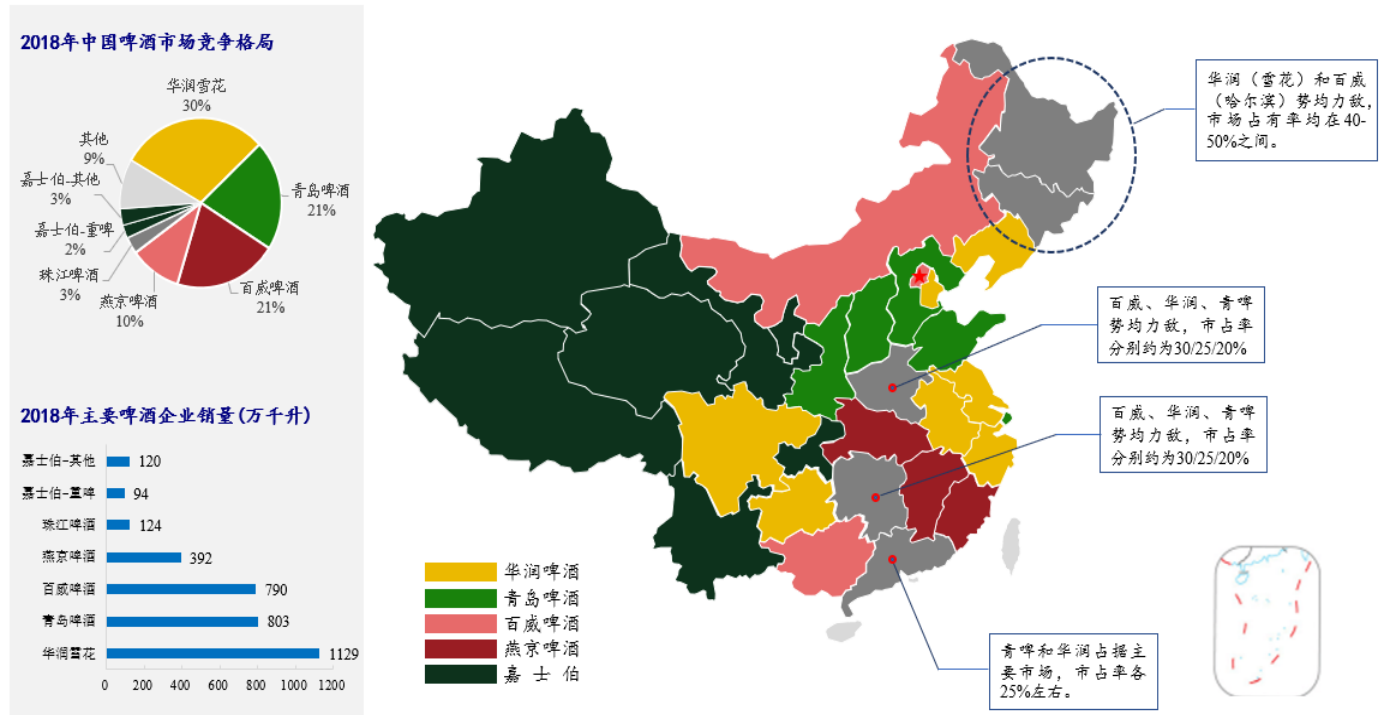 2018年中国啤酒市场竞争格局
华润雪花
30%
其他
9%
嘉士伯-其他
3%
青岛啤酒
21%
嘉士伯-重啤
2%
珠江啤酒
3%
百威啤酒
21%
燕京啤酒
10%
2018年主要啤酒企业销量(万千升)
嘉士伯-其他 120
嘉士伯-重啤 94
珠江啤酒 124
燕京啤酒 392
百威啤酒 790
青岛啤酒 803
华润雪花 1129
0 200 400 600 800 1000 1200
华润（雪花）和百威
（哈尔滨）势均力敌，
市场占有率均在40-
50%之间。
百威、华润、青啤
势均力敌，市占率
分别约为30/25/20%
百威、华润、青啤
势均力敌，市占率
分别约为30/25/20%
青啤和华润占据主
要市场，市占率各
25%左右。
华润啤酒
青岛啤酒
百威啤酒
燕京啤酒
嘉士伯